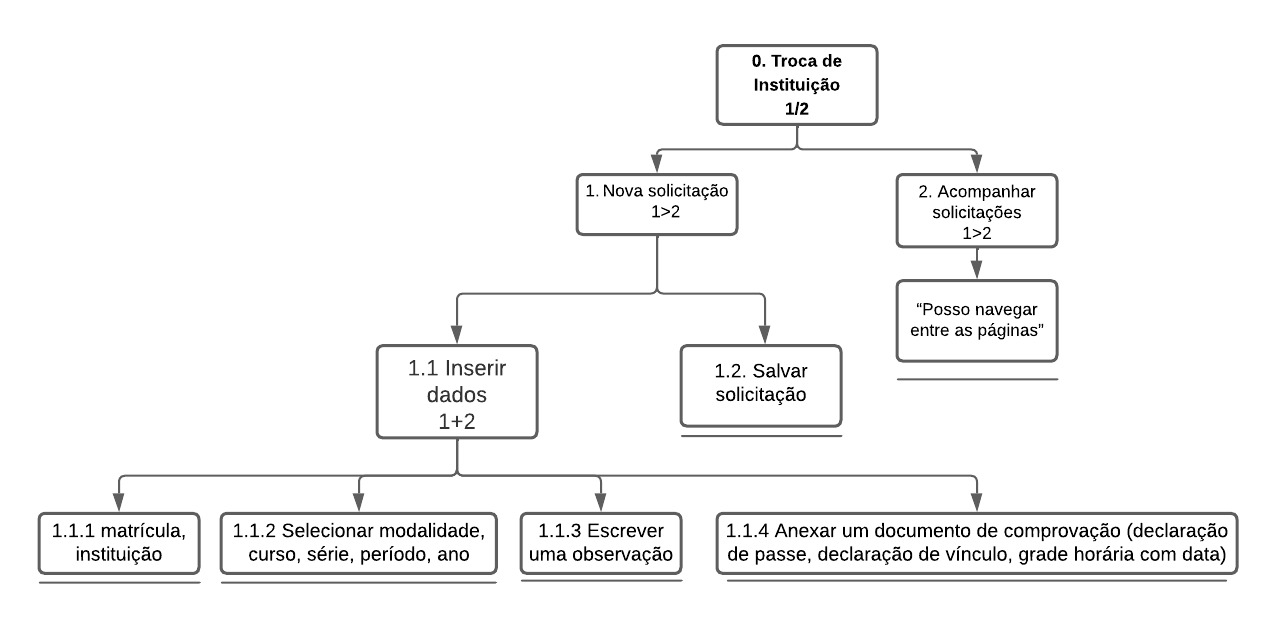 0. Troca de
Instituição
1/2
1. Nova solicitação
1>2
2. Acompanhar
solicitações
1>2
“Posso navegar
entre as páginas”
1.1 Inserir
dados
1+2
1.2. Salvar
solicitação
1.1.1 matrícula,
instituição
1.1.2 Selecionar modalidade,
curso, série, período, ano
1.1.3 Escrever
uma observação
1.1.4 Anexar um documento de comprovação (declaração
de passe, declaração de vínculo, grade horária com data)